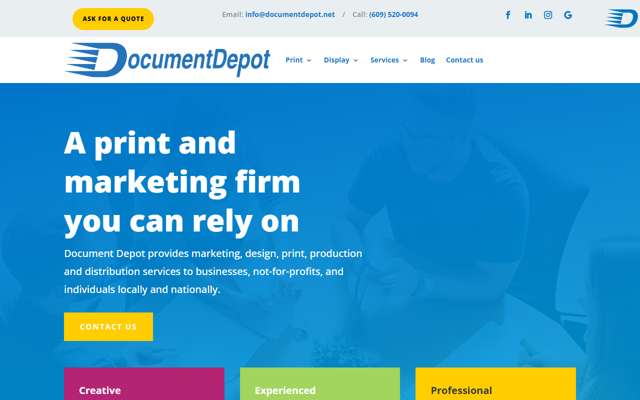 ASK FOR A QUOTE
Email: info@documentdepot.net / Call: (609) 520-0094
DocumentDepot
Print Display Services Blog Contact us
A print and
marketing firm
you can rely on
Document Depot provides marketing, design, print, production
and distribution services to businesses, not-for-profits, and
individuals locally and nationally.
CONTACT US
Creative Experienced Professional